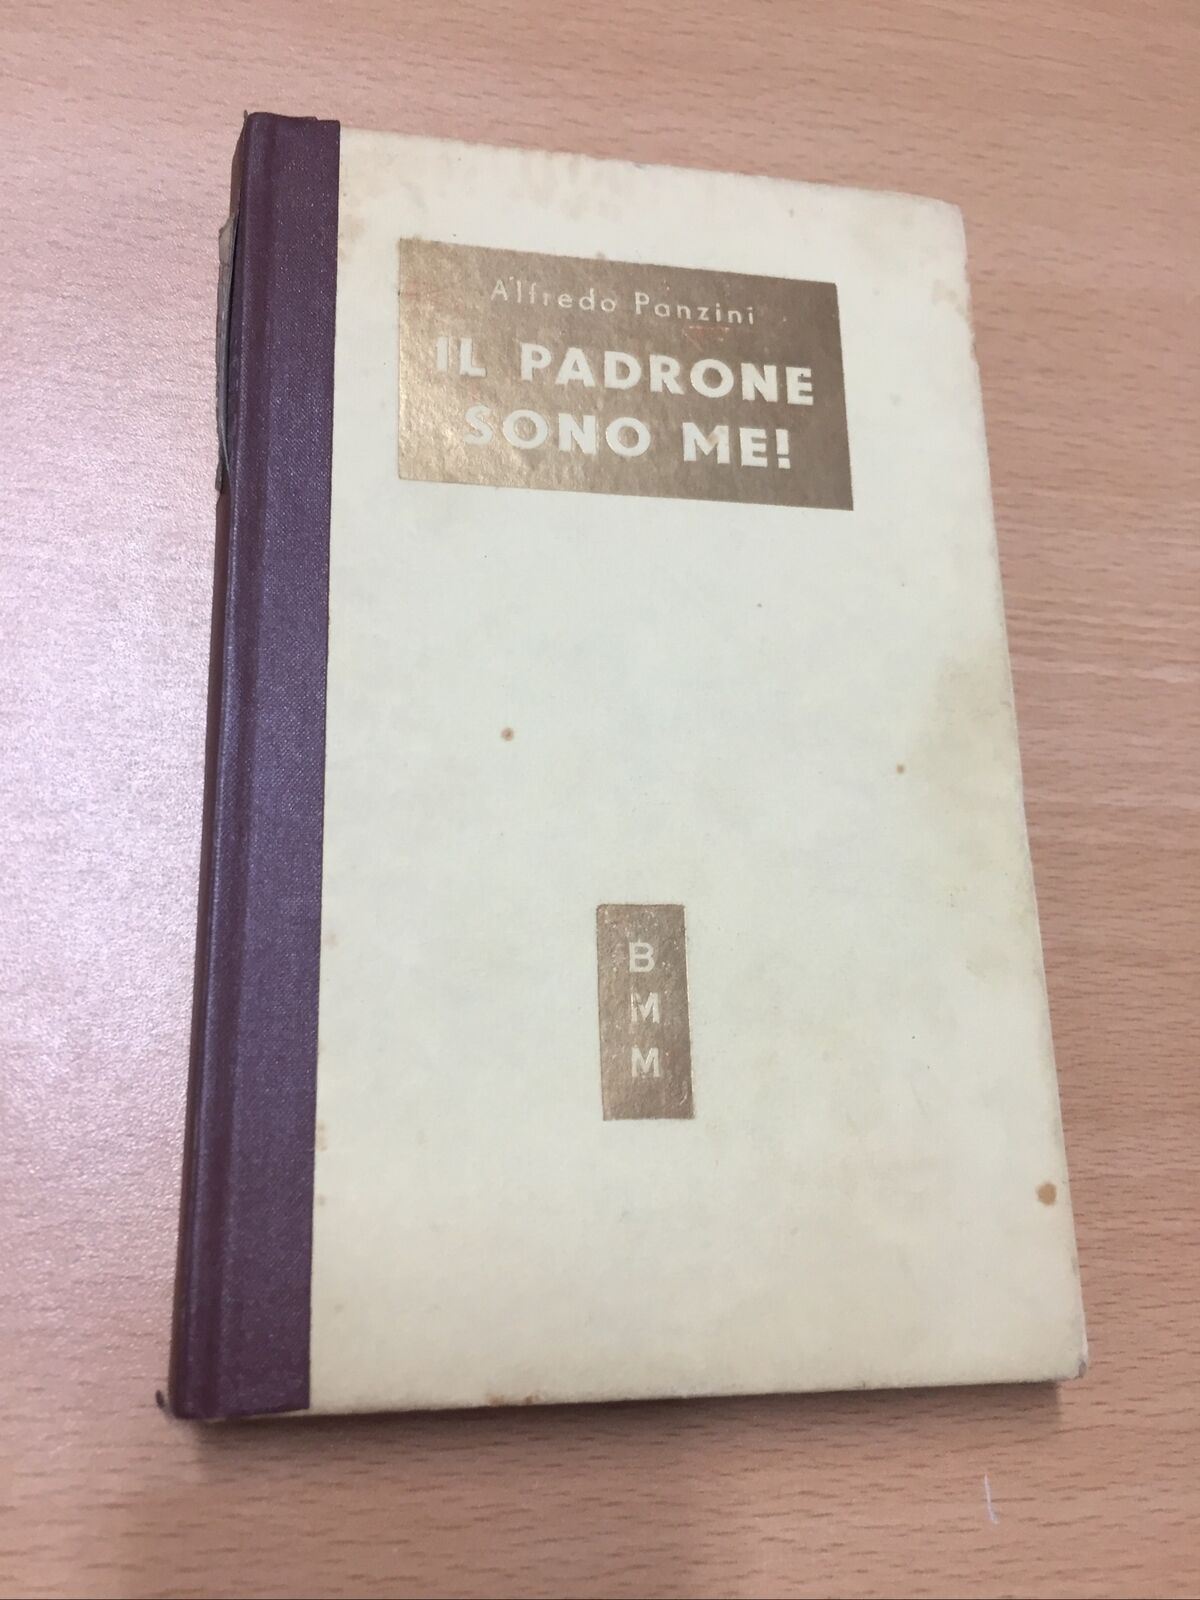 Alfredo Panzini
IL PADRONE
SONO ME!
B
M
M